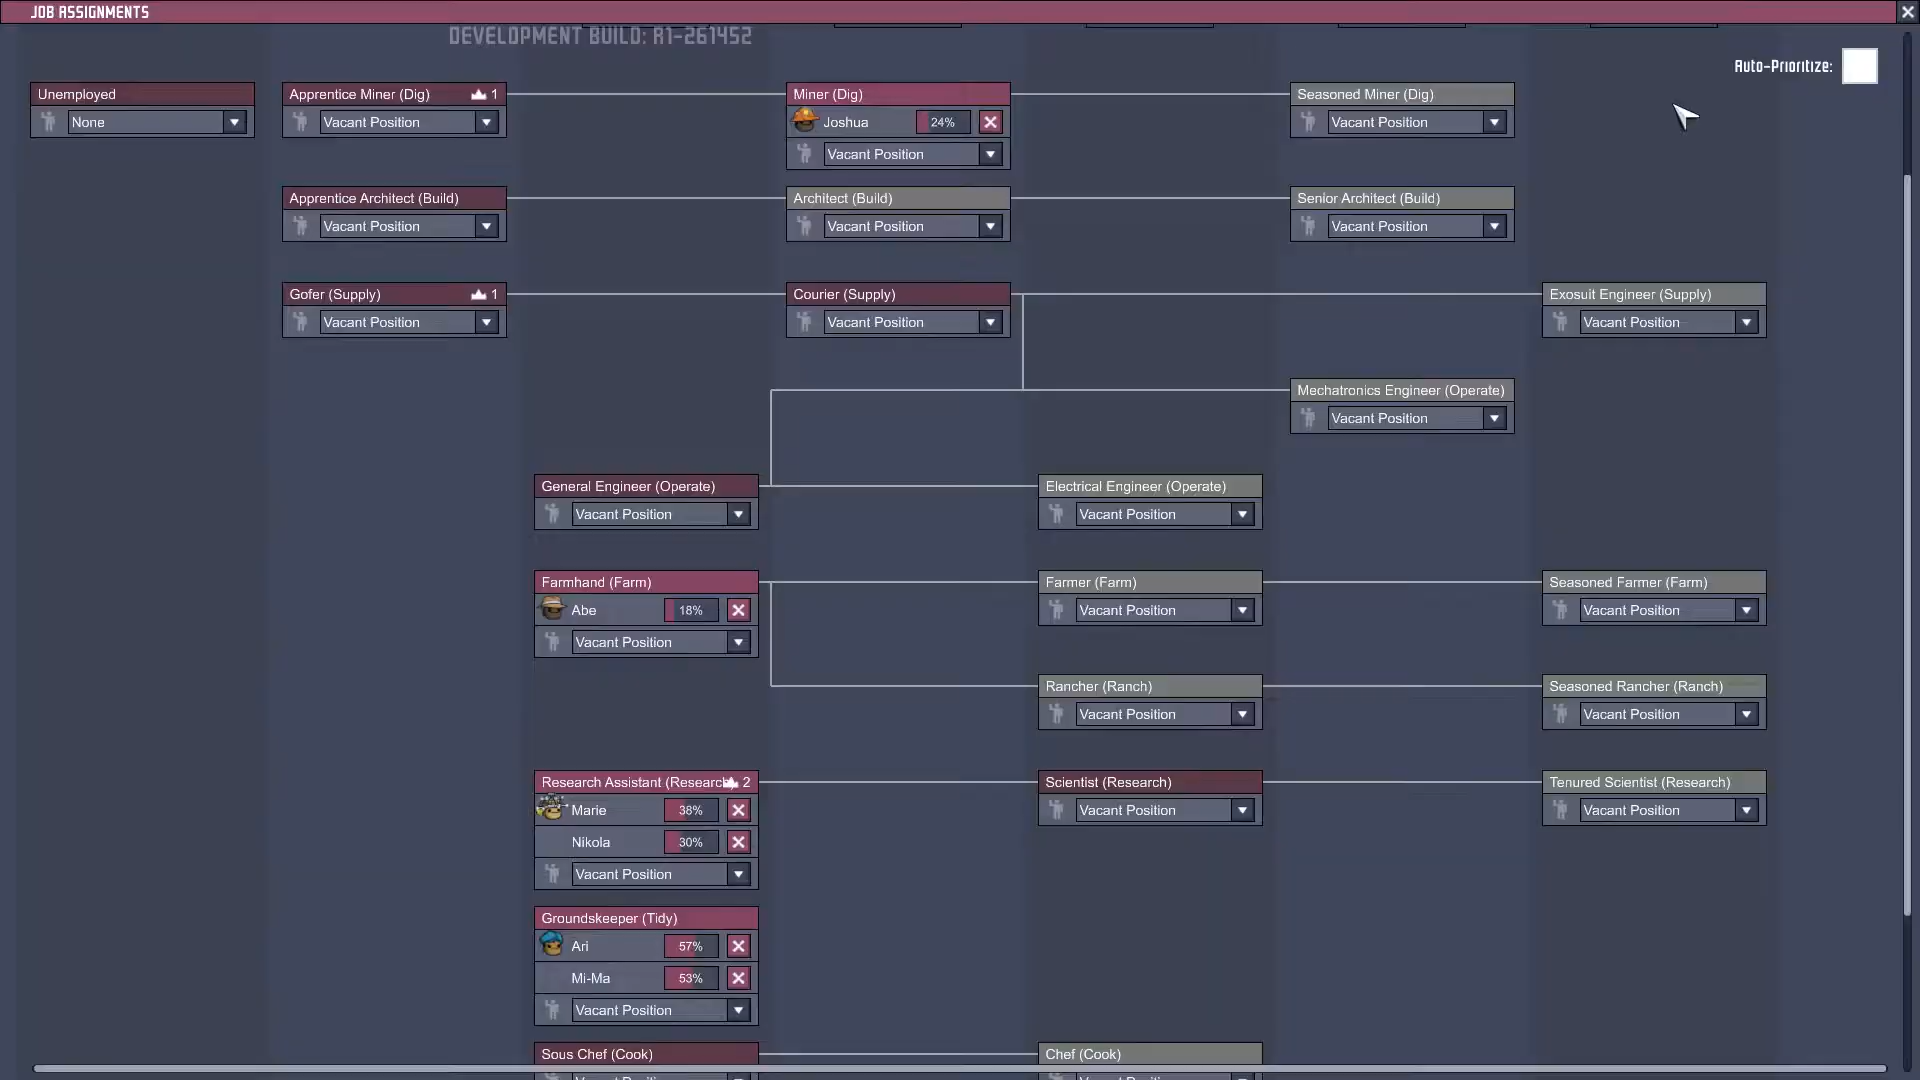 JOB ASSIGNMENTS
DEVELOPMENT BUILD: R1-261452
Auto-Prioritize:
Unemployed
None
Apprentice Miner (Dig) 1
Vacant Position
Miner (Dig)
Joshua 24%
Vacant Position
Seasoned Miner (Dig)
Vacant Position
Apprentice Architect (Build)
Vacant Position
Architect (Build)
Vacant Position
Senior Architect (Build)
Vacant Position
Gofer (Supply) 1
Vacant Position
Courier (Supply)
Vacant Position
Exosuit Engineer (Supply)
Vacant Position
Mechatronics Engineer (Operate)
Vacant Position
General Engineer (Operate)
Vacant Position
Electrical Engineer (Operate)
Vacant Position
Farmhand (Farm)
Abe 18%
Vacant Position
Farmer (Farm)
Vacant Position
Seasoned Farmer (Farm)
Vacant Position
Rancher (Ranch)
Vacant Position
Seasoned Rancher (Ranch)
Vacant Position
Research Assistant (Research 2
Marie 38%
Nikola 30%
Vacant Position
Scientist (Research)
Vacant Position
Tenured Scientist (Research)
Vacant Position
Groundskeeper (Tidy)
Ari 57%
Mi-Ma 53%
Vacant Position
Sous Chef (Cook)
Chef (Cook)